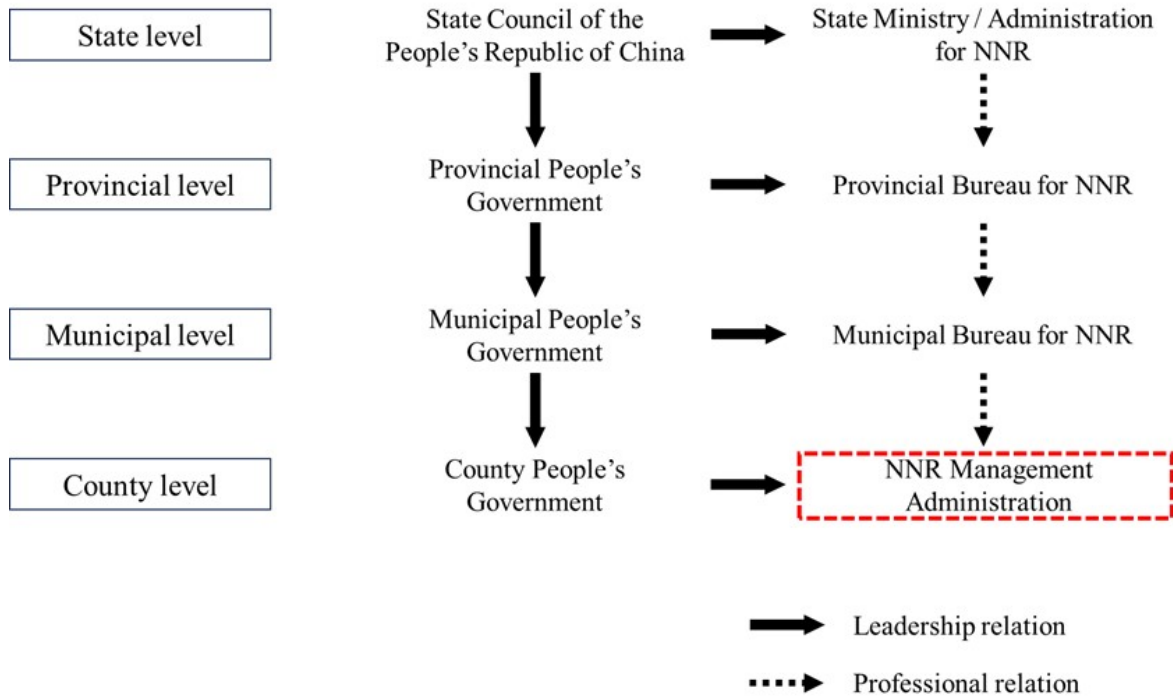 State level
State Council of the
People’s Republic of China
State Ministry / Administration
for NNR
Provincial level
Provincial People’s
Government
Provincial Bureau for NNR
Municipal level
Municipal People’s
Government
Municipal Bureau for NNR
County level
County People’s
Government
NNR Management
Administration
Leadership relation
Professional relation